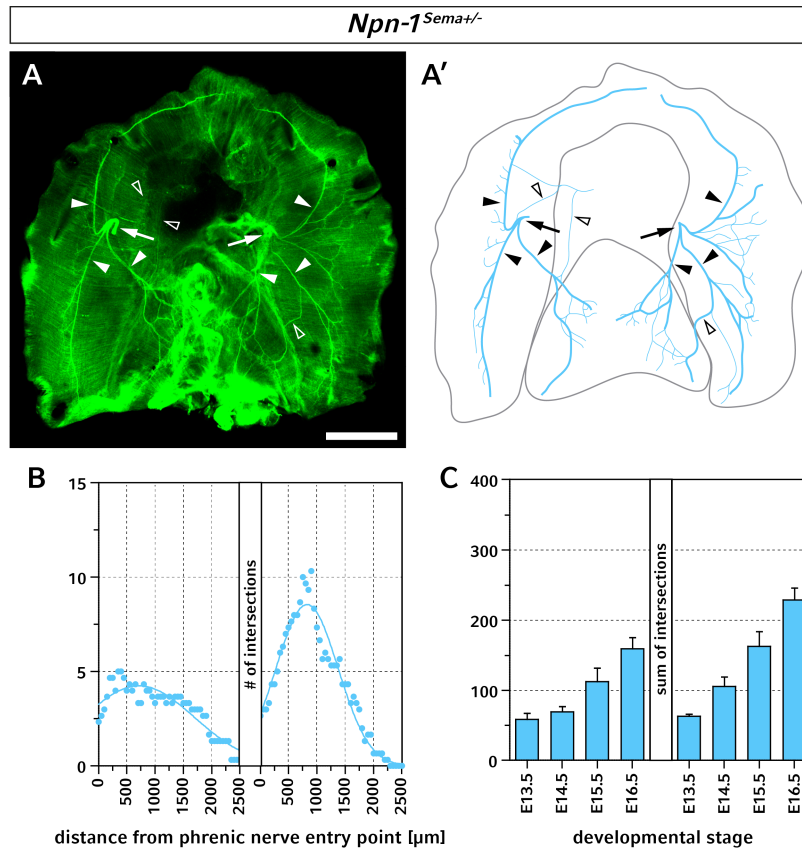 Npn-1Sema+/-
A
A′
B
15
10
5
0
# of intersections
0
500
1000
1500
2000
2500
0
500
1000
1500
2000
2500
distance from phrenic nerve entry point [µm]
C
400
300
200
100
0
sum of intersections
E13.5
E14.5
E15.5
E16.5
E13.5
E14.5
E15.5
E16.5
developmental stage